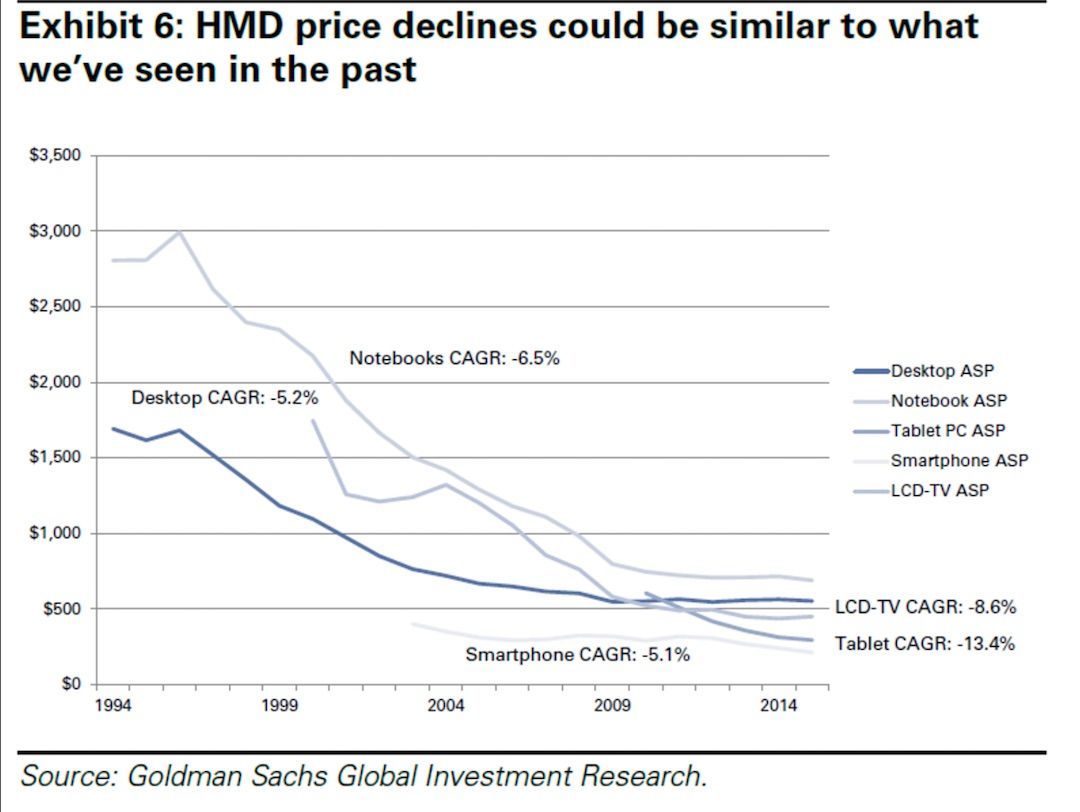 Exhibit 6: HMD price declines could be similar to what
we've seen in the past
$3,500
$3,000
$2,500
$2,000
$1,500
$1,000
$500
$0
1994
1999
2004
2009
2014
Notebooks CAGR: -6.5%
Desktop CAGR: -5.2%
Smartphone CAGR: -5.1%
LCD-TV CAGR: -8.6%
Tablet CAGR: -13.4%
Desktop ASP
Notebook ASP
Tablet PC ASP
Smartphone ASP
LCD-TV ASP
Source: Goldman Sachs Global Investment Research.